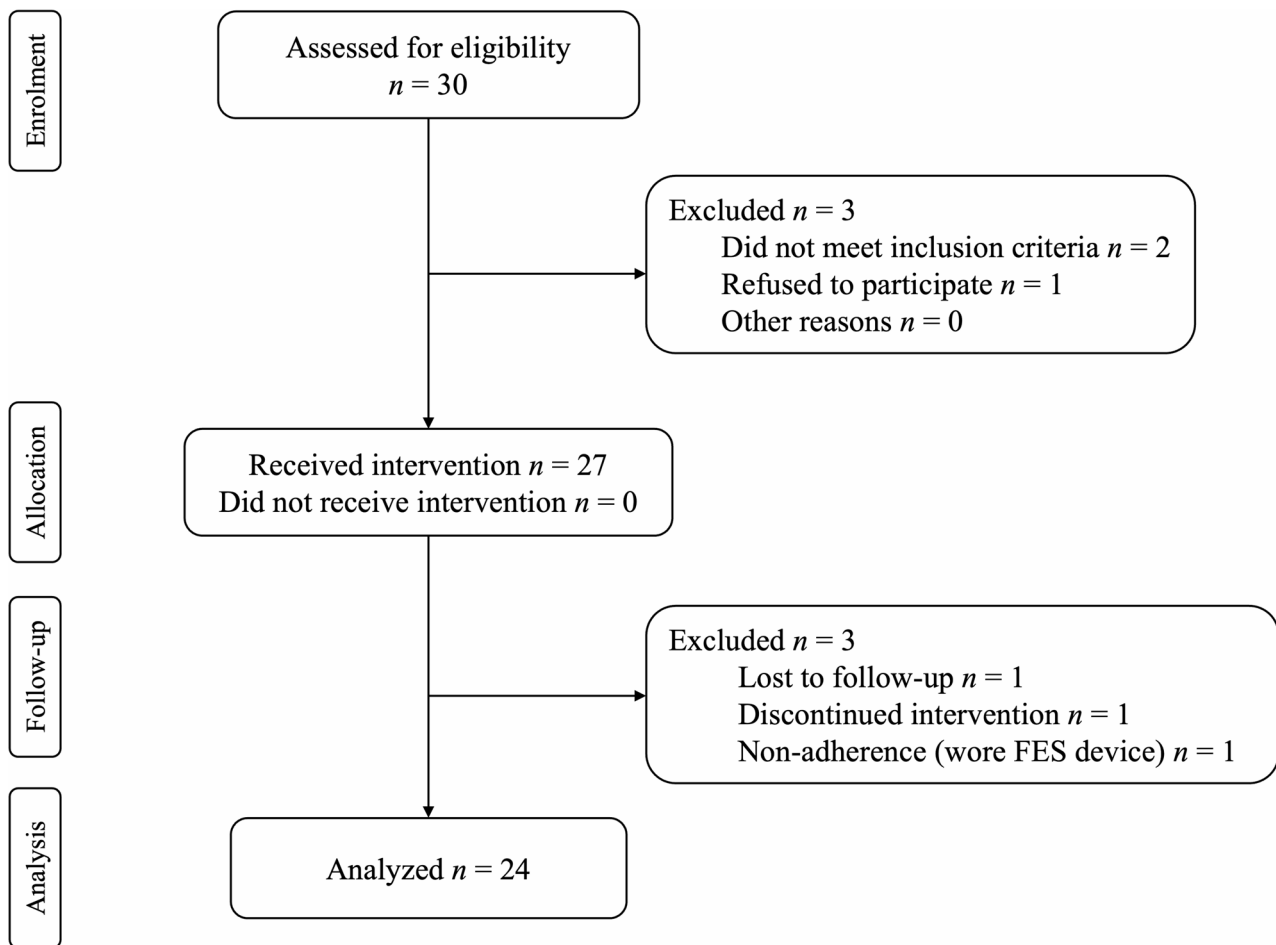 Enrolment
Assessed for eligibility
n = 30
Excluded n = 3
Did not meet inclusion criteria n = 2
Refused to participate n = 1
Other reasons n = 0
Allocation
Received intervention n = 27
Did not receive intervention n = 0
Follow-up
Excluded n = 3
Lost to follow-up n = 1
Discontinued intervention n = 1
Non-adherence (wore FES device) n = 1
Analysis
Analyzed n = 24